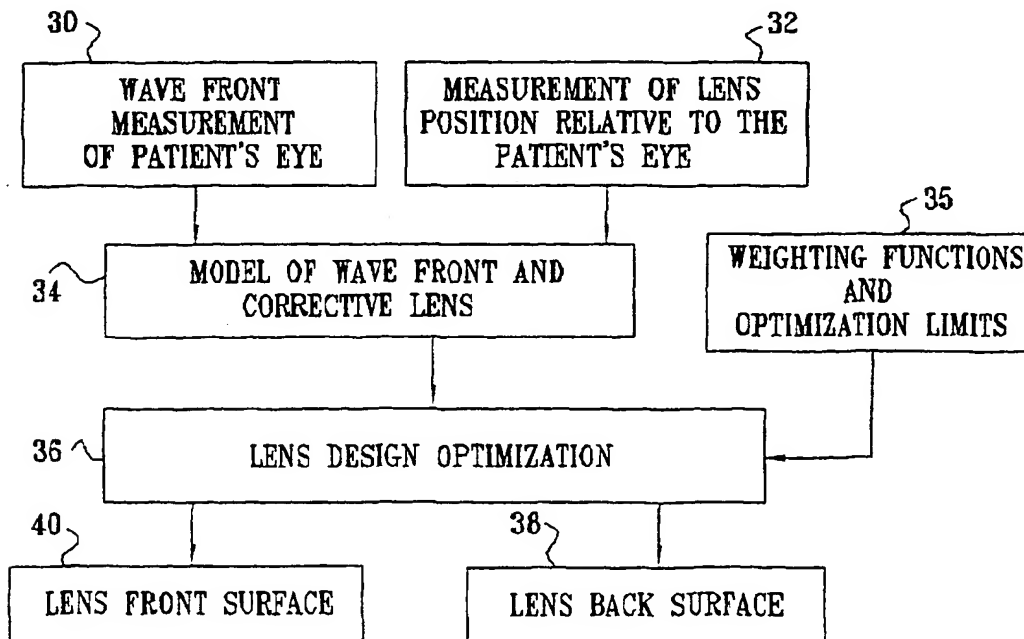 30
WAVE FRONT
MEASUREMENT
OF PATIENT'S EYE
32
MEASUREMENT OF LENS
POSITION RELATIVE TO THE
PATIENT'S EYE
34
MODEL OF WAVE FRONT AND
CORRECTIVE LENS
35
WEIGHTING FUNCTIONS
AND
OPTIMIZATION LIMITS
36
LENS DESIGN OPTIMIZATION
40
LENS FRONT SURFACE
38
LENS BACK SURFACE